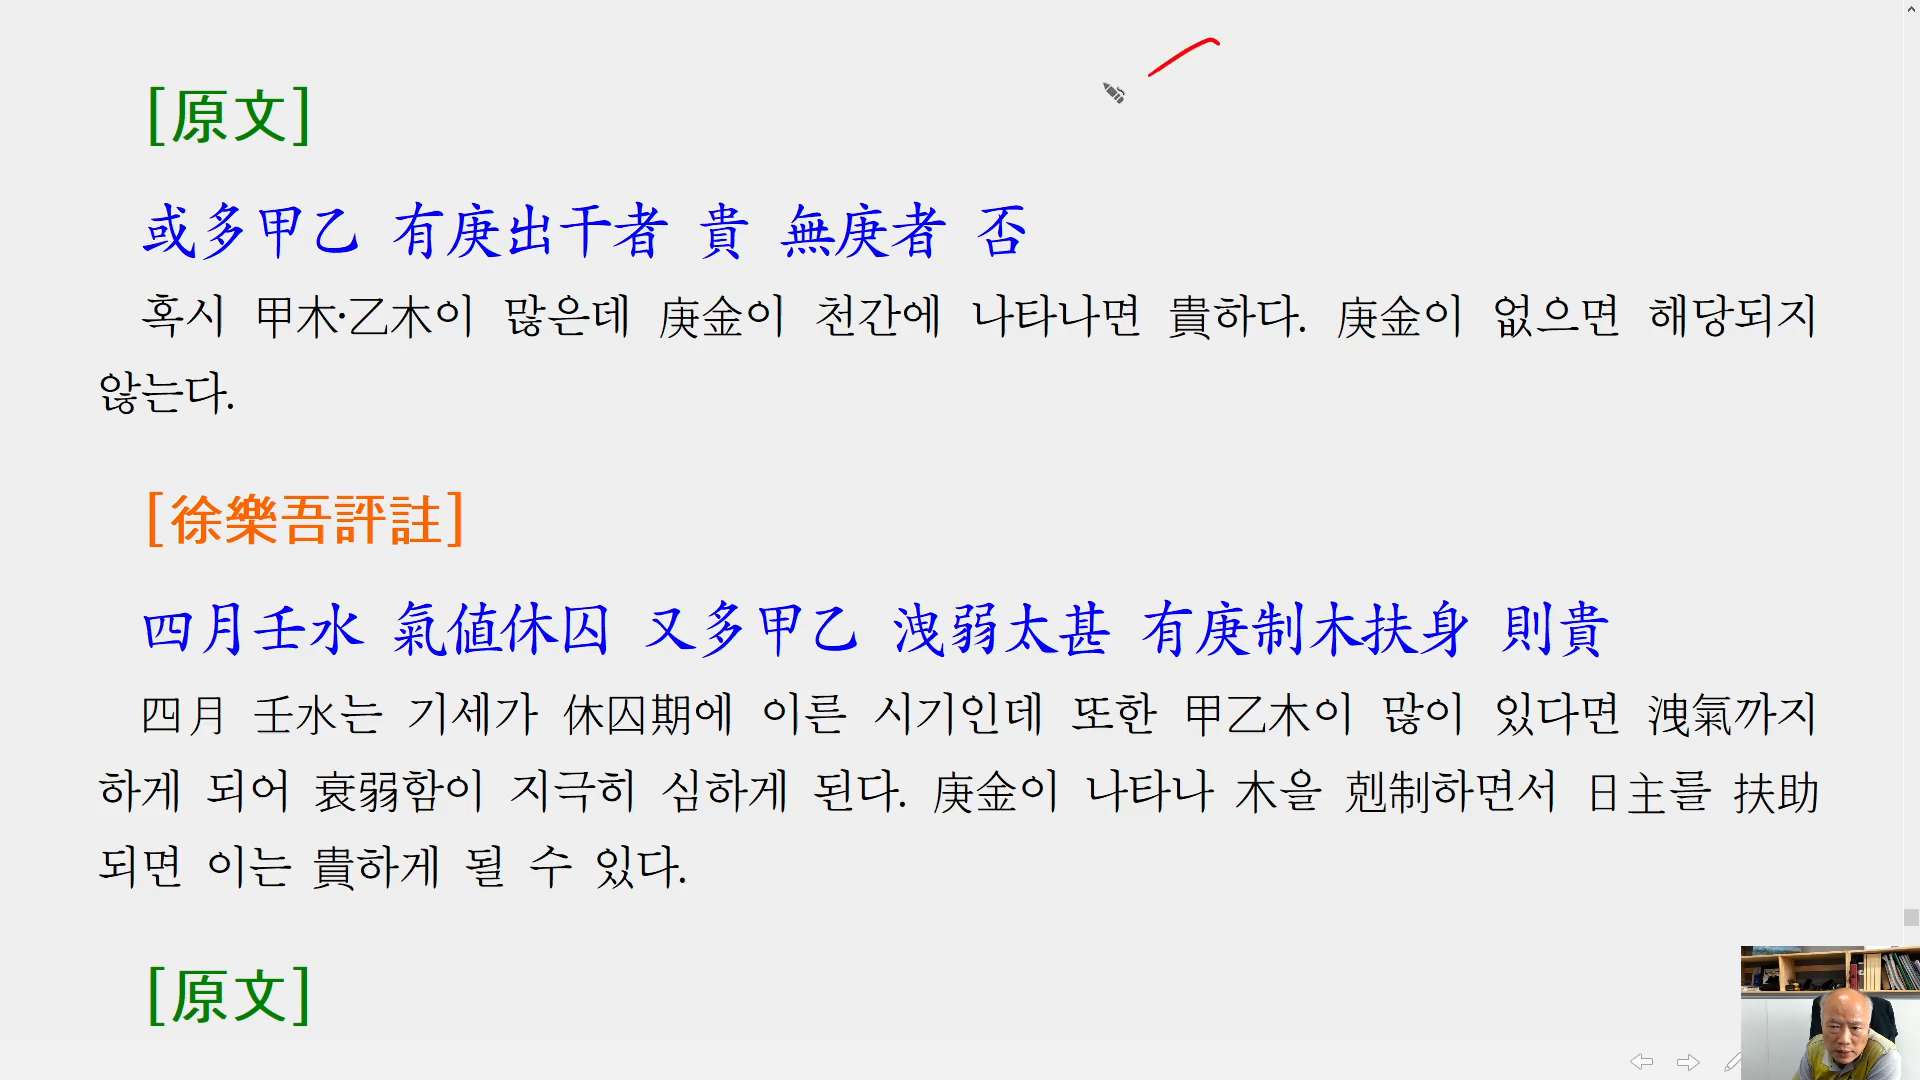 [原文]
或多甲乙 有庚出干者 貴 無庚者 否
혹시 甲木·乙木이 많은데 庚金이 천간에 나타나면 貴하다. 庚金이 없으면 해당되지
않는다.
[徐樂吾評註]
四月壬水 氣値休囚 又多甲乙 洩弱太甚 有庚制木扶身 則貴
四月 壬水는 기세가 休囚期에 이른 시기인데 또한 甲乙木이 많이 있다면 洩氣까지
하게 되어 衰弱함이 지극히 심하게 된다. 庚金이 나타나 木을 剋制하면서 日主를 扶助
되면 이는 貴하게 될 수 있다.
[原文]